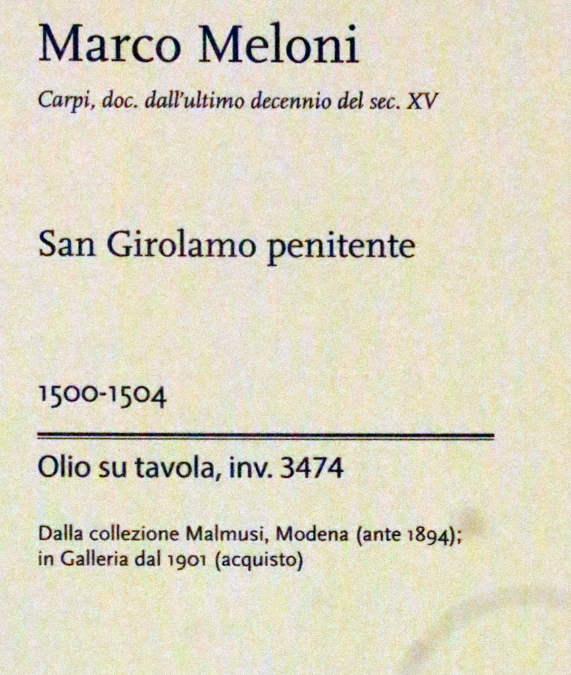 Marco Meloni
Carpi, doc. dall'ultimo decennio del sec. XV
San Girolamo penitente
1500-1504
Olio su tavola, inv. 3474
Dalla collezione Malmusi, Modena (ante 1894);
in Galleria dal 1901 (acquisto)